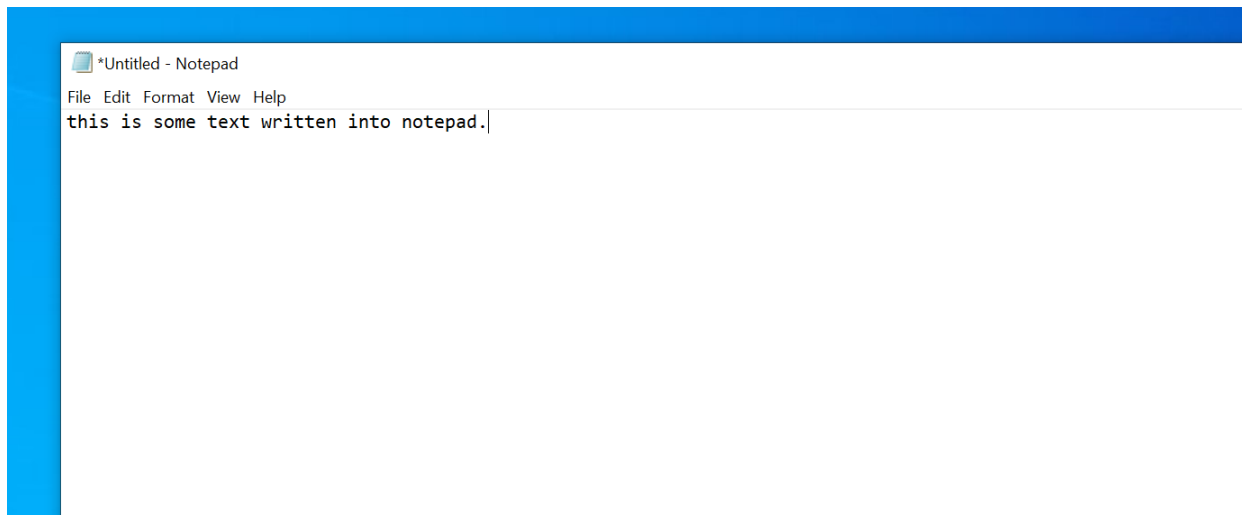 *Untitled - Notepad
File Edit Format View Help
this is some text written into notepad.